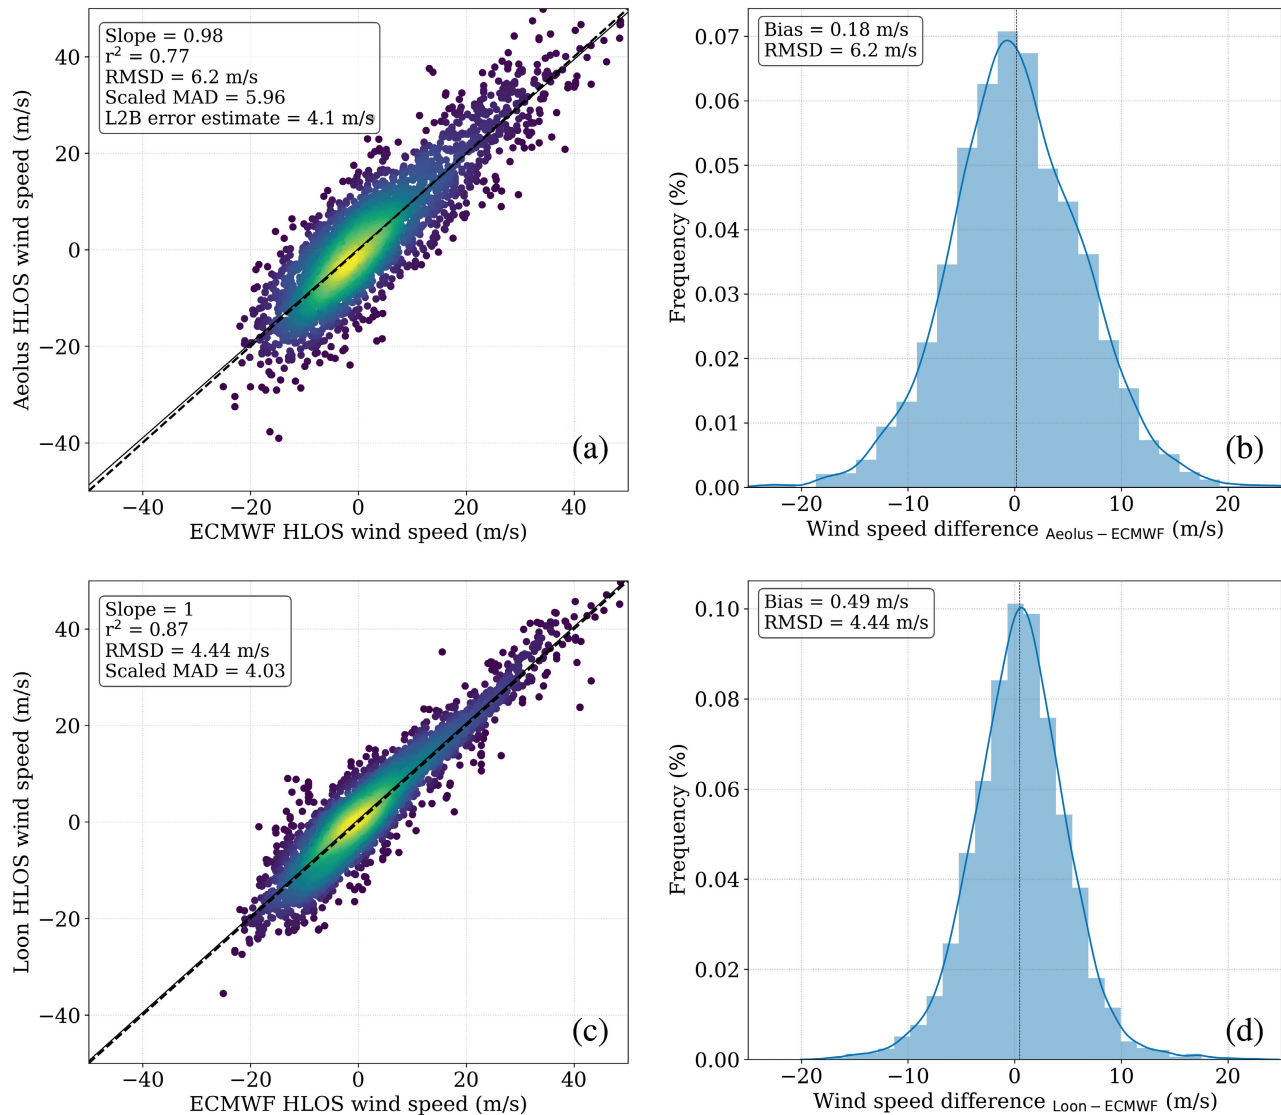 Slope = 0.98
r² = 0.77
RMSD = 6.2 m/s
Scaled MAD = 5.96
L2B error estimate = 4.1 m/s
40
20
0
−20
−40
Aeolus HLOS wind speed (m/s)
(a)
−40 −20 0 20 40
ECMWF HLOS wind speed (m/s)
Bias = 0.18 m/s
RMSD = 6.2 m/s
0.07
0.06
0.05
0.04
0.03
0.02
0.01
0.00
Frequency (%)
(b)
−20 −10 0 10 20
Wind speed difference Aeolus − ECMWF (m/s)
Slope = 1
r² = 0.87
RMSD = 4.44 m/s
Scaled MAD = 4.03
40
20
0
−20
−40
Loon HLOS wind speed (m/s)
(c)
−40 −20 0 20 40
ECMWF HLOS wind speed (m/s)
Bias = 0.49 m/s
RMSD = 4.44 m/s
0.10
0.08
0.06
0.04
0.02
0.00
Frequency (%)
(d)
−20 −10 0 10 20
Wind speed difference Loon − ECMWF (m/s)